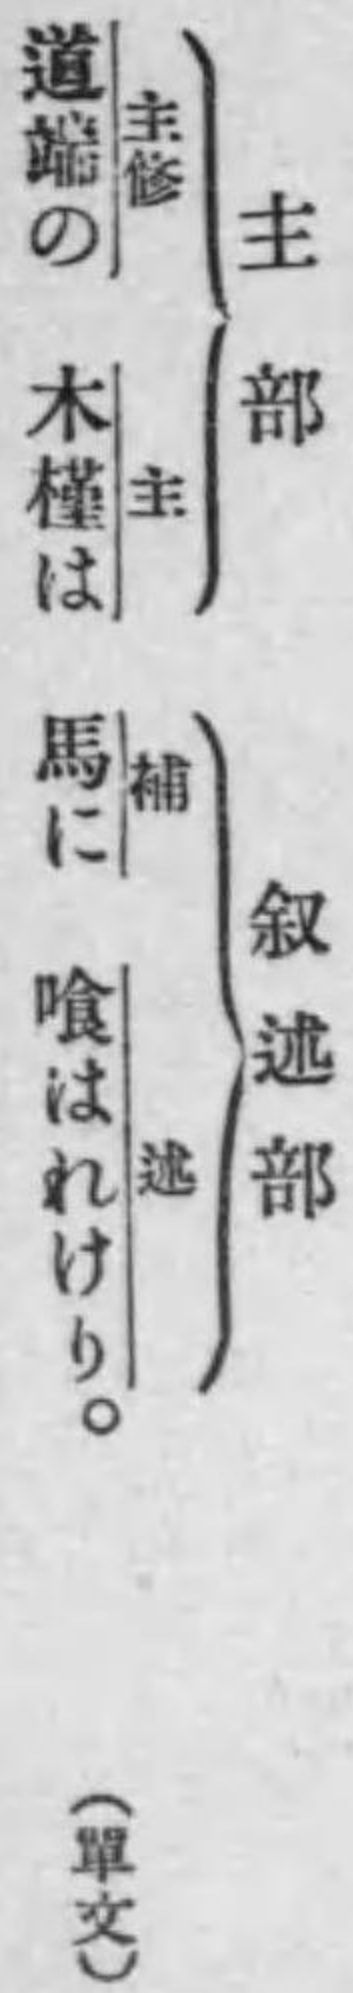 主部 叙述部
主修 主 補 述
道端の 木槿は 馬に 喰はれけり。 (單文)